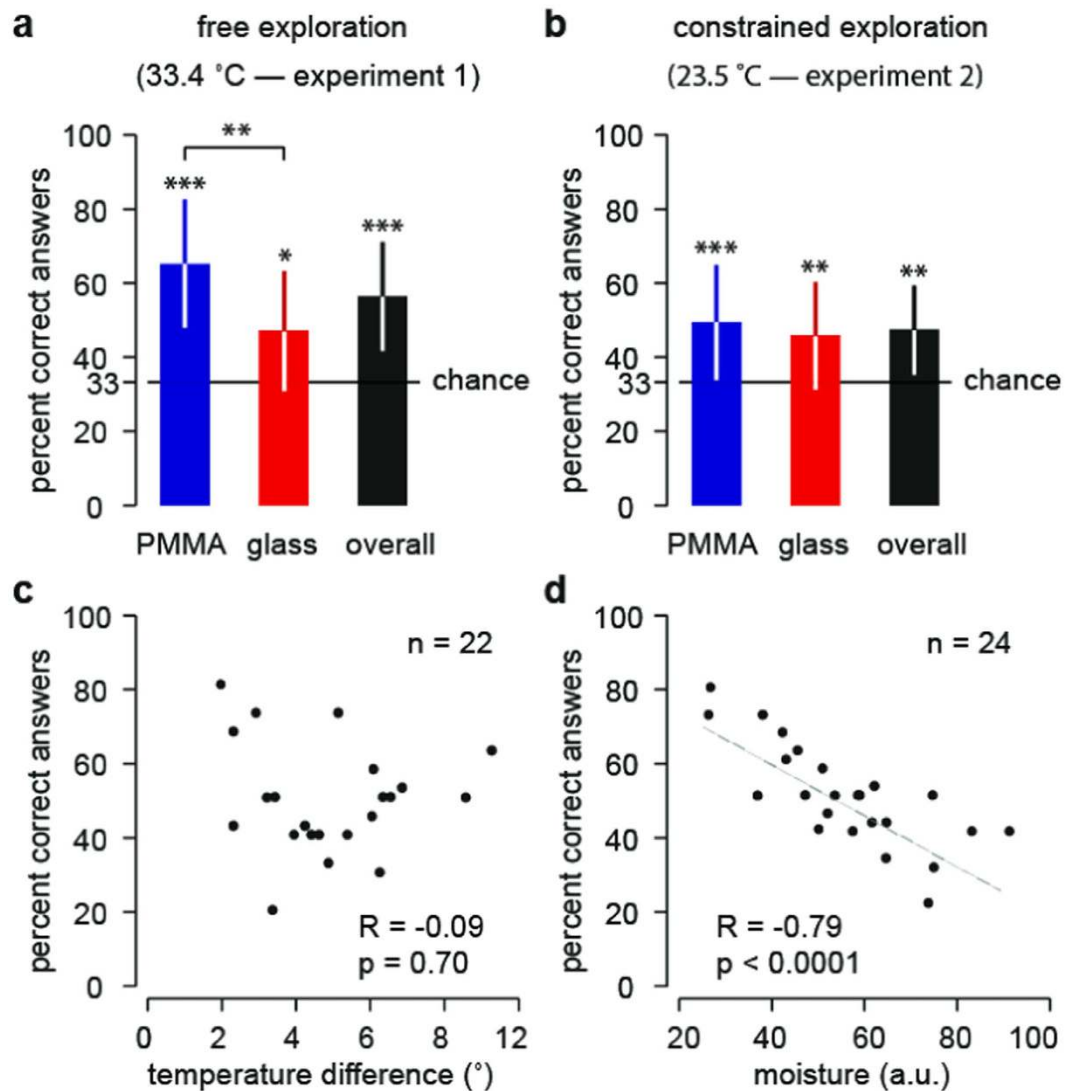 a
free exploration
(33.4 ˚C — experiment 1)
percent correct answers
100
80
60
40
33
20
0
**
***
*
***
chance
PMMA glass overall
b
constrained exploration
(23.5 ˚C — experiment 2)
percent correct answers
100
80
60
40
33
20
0
***
**
**
chance
PMMA glass overall
c
percent correct answers
100
80
60
40
20
0
n = 22
R = -0.09
p = 0.70
0 2 4 6 8 10 12
temperature difference (°)
d
percent correct answers
100
80
60
40
20
0
n = 24
R = -0.79
p < 0.0001
20 40 60 80 100
moisture (a.u.)